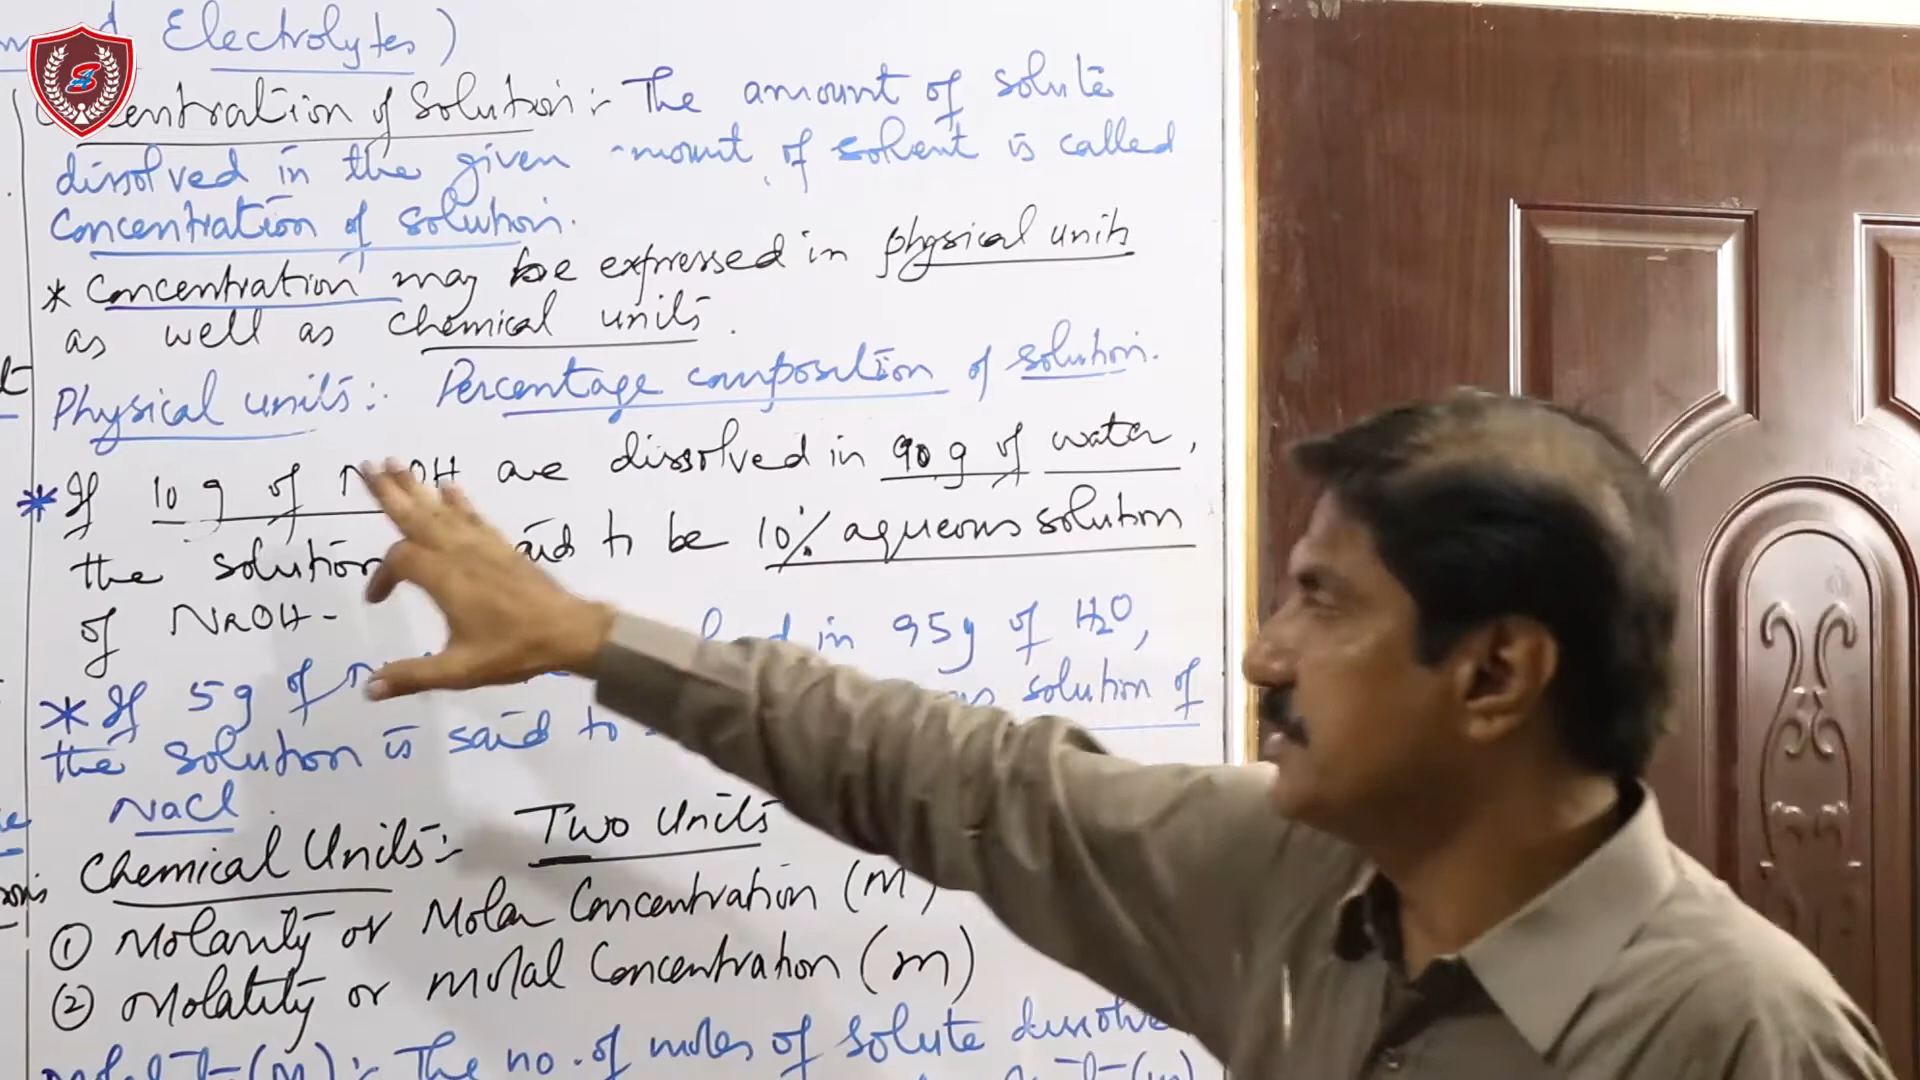 Electrolytes)
Concentration of Solution:- The amount of solute
dissolved in the given amount of solvent is called
Concentration of solution.
* Concentration may be expressed in physical units
as well as chemical units.
Physical units:- Percentage composition of solution.
* If 10 g of NaOH are dissolved in 90 g of water,
the solution said to be 10% aqueous solution
of NaOH-
* If 5g of in 95g of H2O,
the solution is said to solution of
NaCl
Chemical Units:- Two Units
① Molarity or Molar Concentration (M)
② Molality or molal Concentration (m)
(M):- The no. of moles of solute dissolve